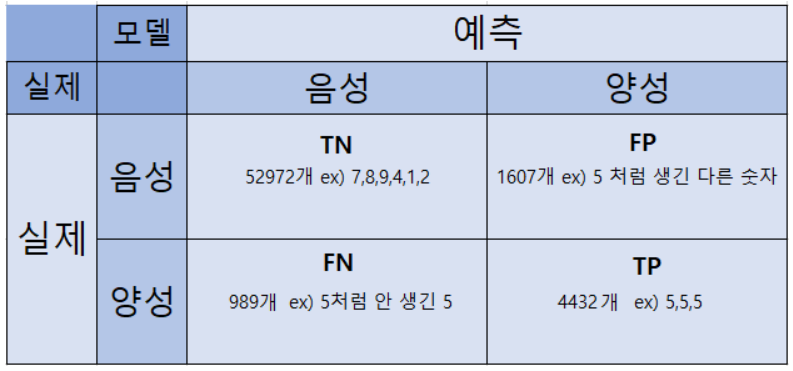 모델
예측
실제
음성
양성
실제
음성
TN
52972개 ex) 7,8,9,4,1,2
FP
1607개 ex) 5 처럼 생긴 다른 숫자
양성
FN
989개 ex) 5처럼 안 생긴 5
TP
4432개 ex) 5,5,5